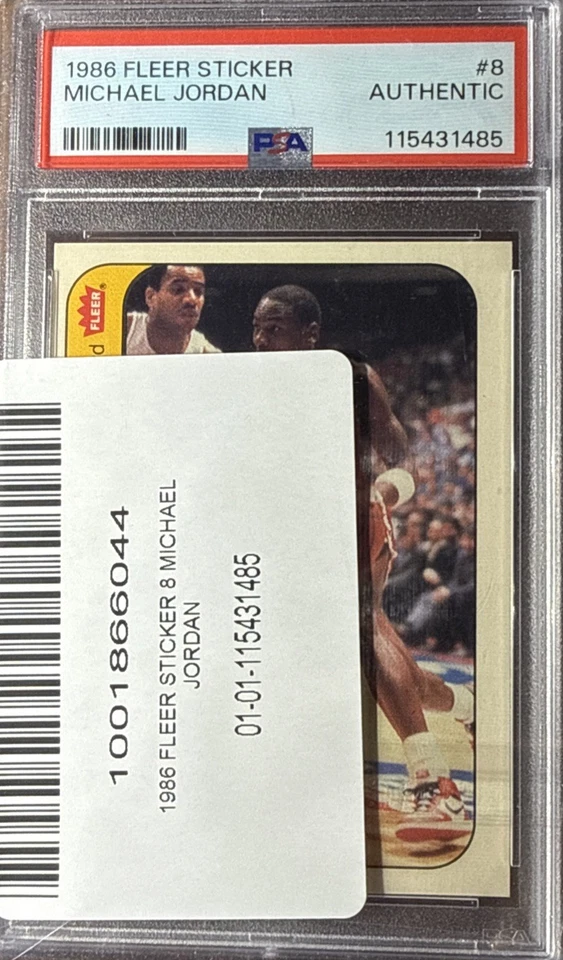 1986 FLEER STICKER #8
MICHAEL JORDAN AUTHENTIC
PSA 115431485
FLEER®
d
1001866044
1986 FLEER STICKER 8 MICHAEL
JORDAN
01-01-115431485
PSA